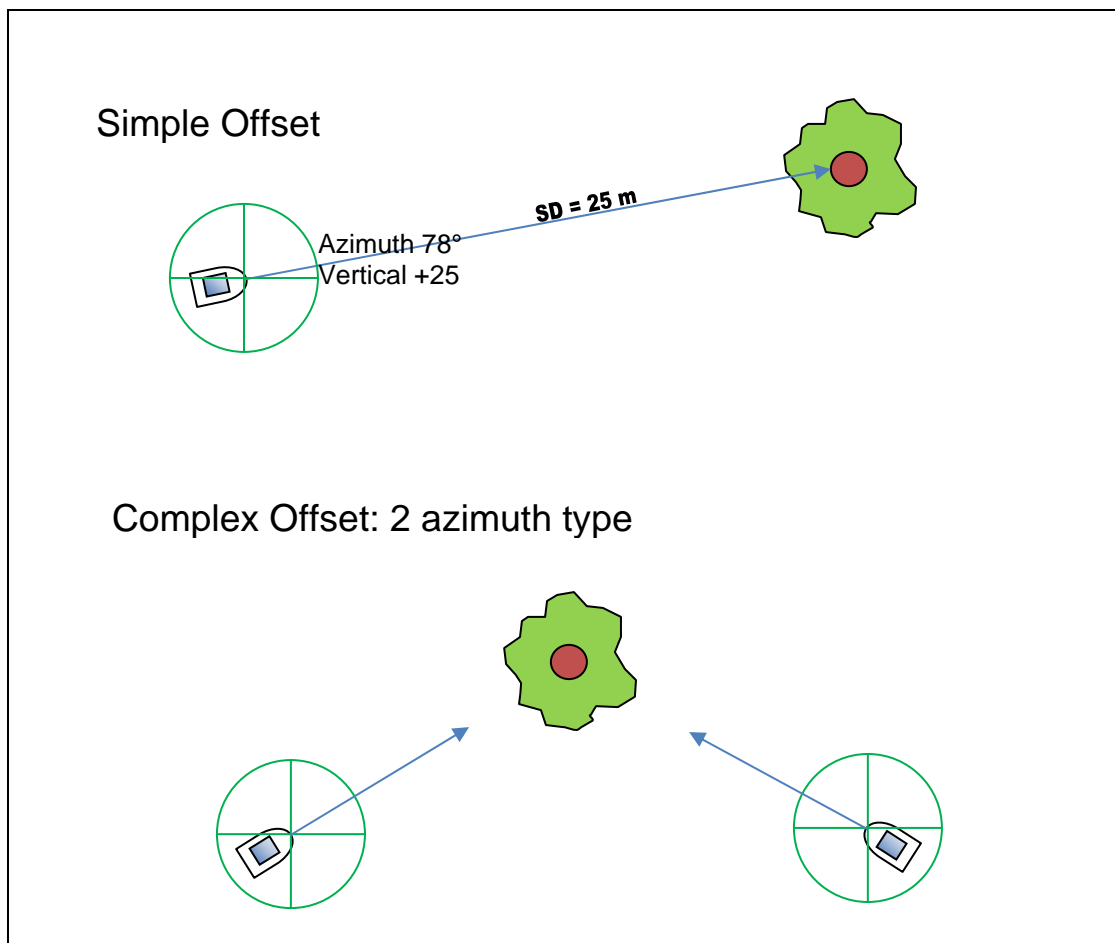 Simple Offset
SD = 25 m
Azimuth 78°
Vertical +25
Complex Offset: 2 azimuth type